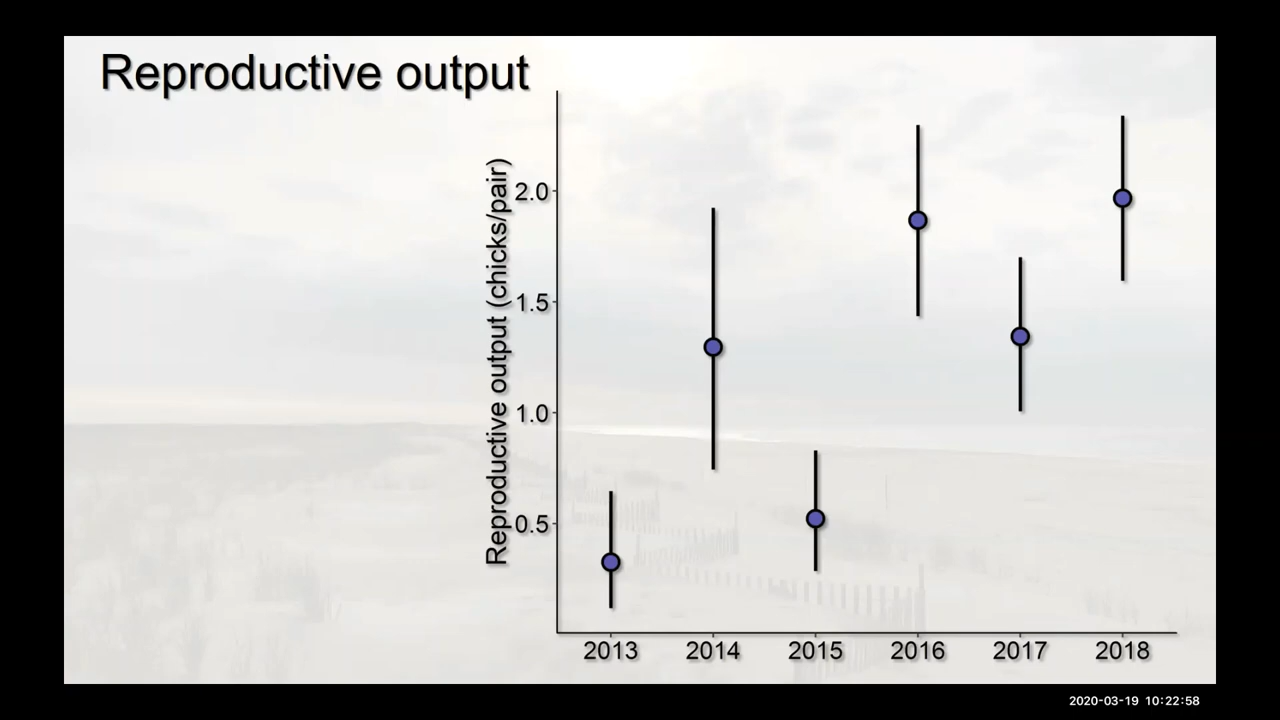 Reproductive output
Reproductive output (chicks/pair)
2.0
1.5
1.0
0.5
2013 2014 2015 2016 2017 2018
2020-03-19 10:22:58